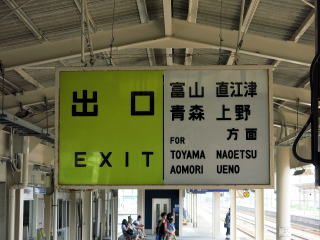 出口
EXIT
富山 直江津
青森 上野
方面
FOR
TOYAMA NAOETSU
AOMORI UENO